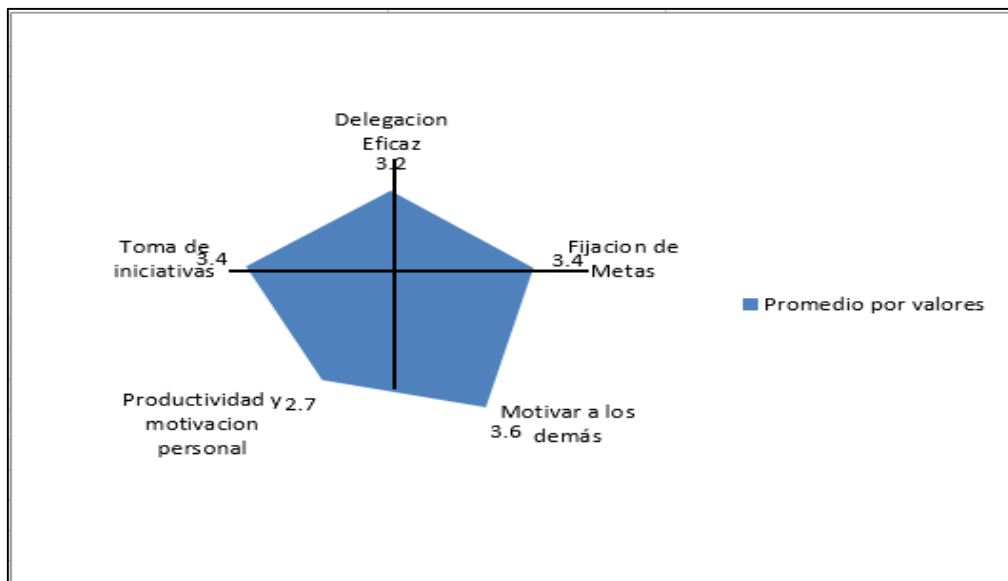 Delegacion
Eficaz
3.2
Toma de
iniciativas
3.4
3.4
Fijacion de
Metas
Promedio por valores
Productividad y
motivacion
personal
2.7
Motivar a los
demás
3.6